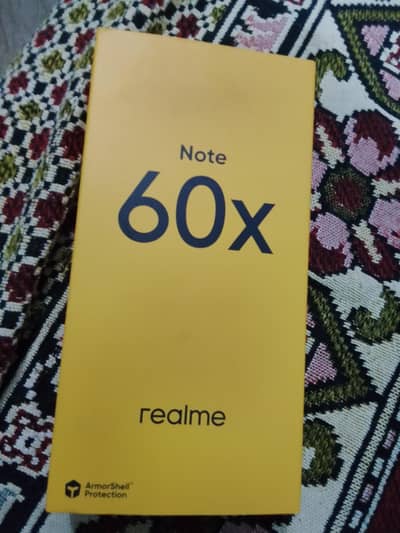 Note
60x
realme
ArmorShell™
Protection